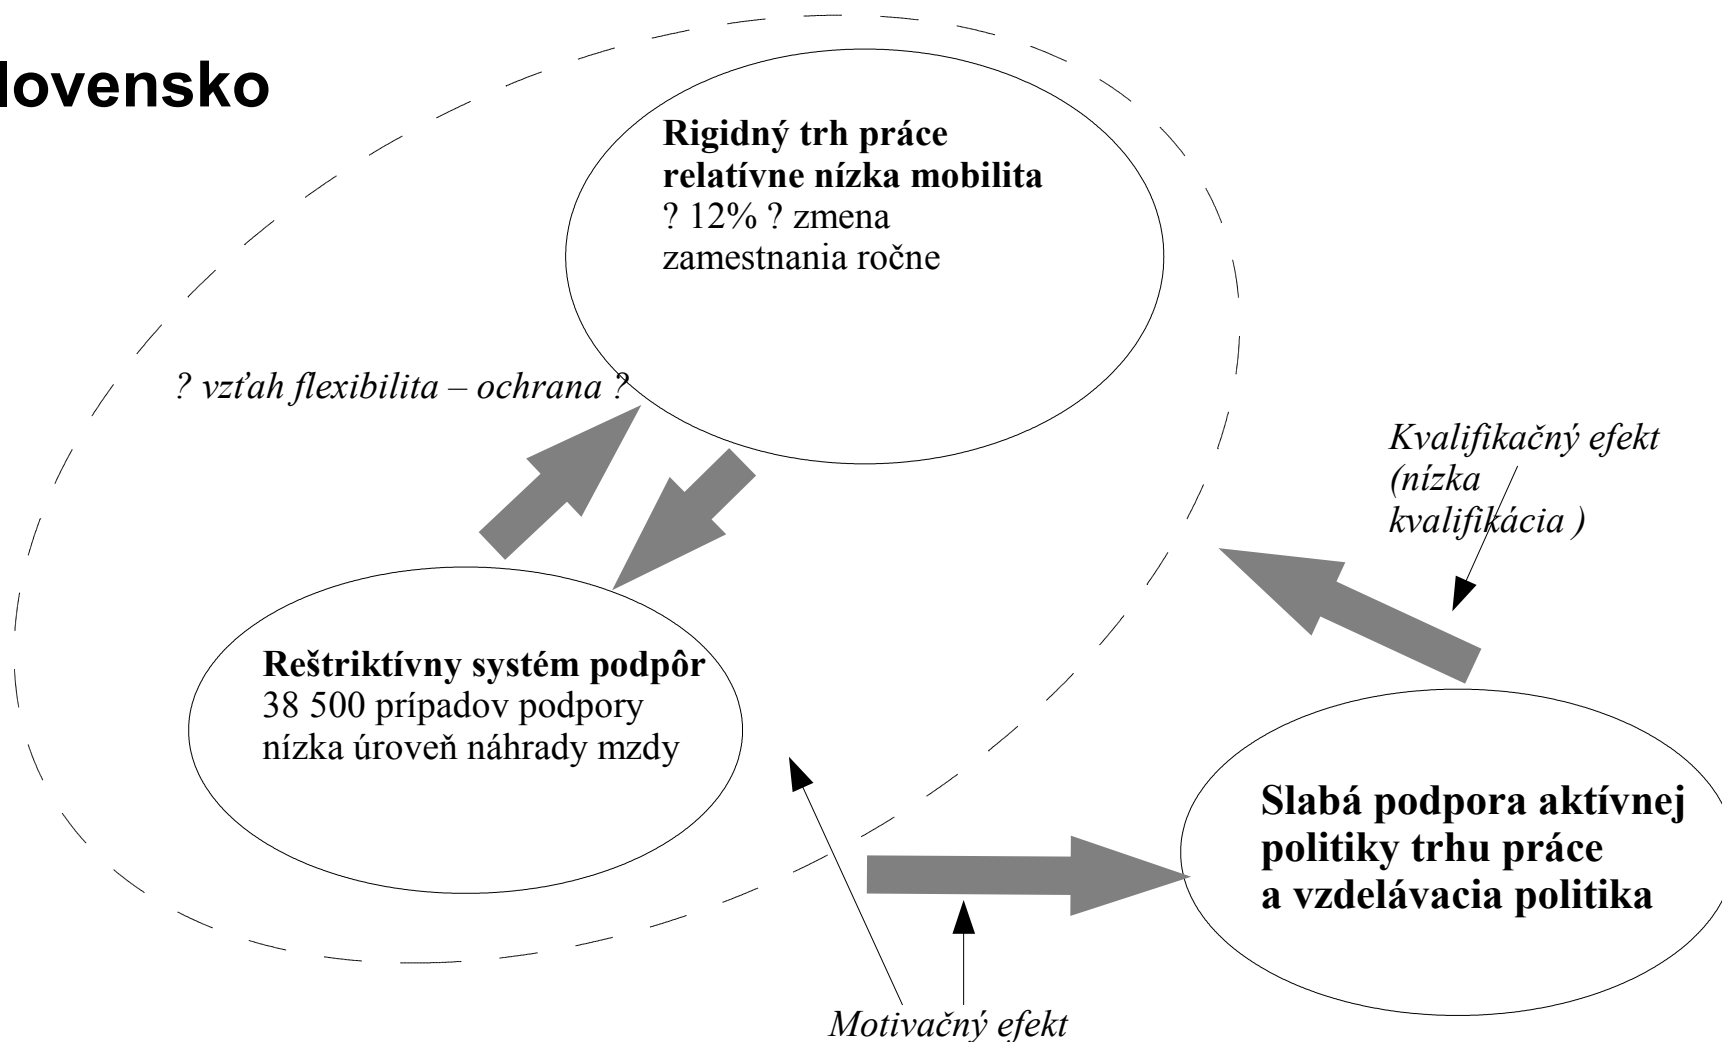 lovensko
Rigidný trh práce
relatívne nízka mobilita
? 12% ? zmena
zamestnania ročne
? vzťah flexibilita – ochrana ?
Kvalifikačný efekt
(nízka
kvalifikácia )
Reštriktívny systém podpôr
38 500 prípadov podpory
nízka úroveň náhrady mzdy
Slabá podpora aktívnej
politiky trhu práce
a vzdelávacia politika
Motivačný efekt